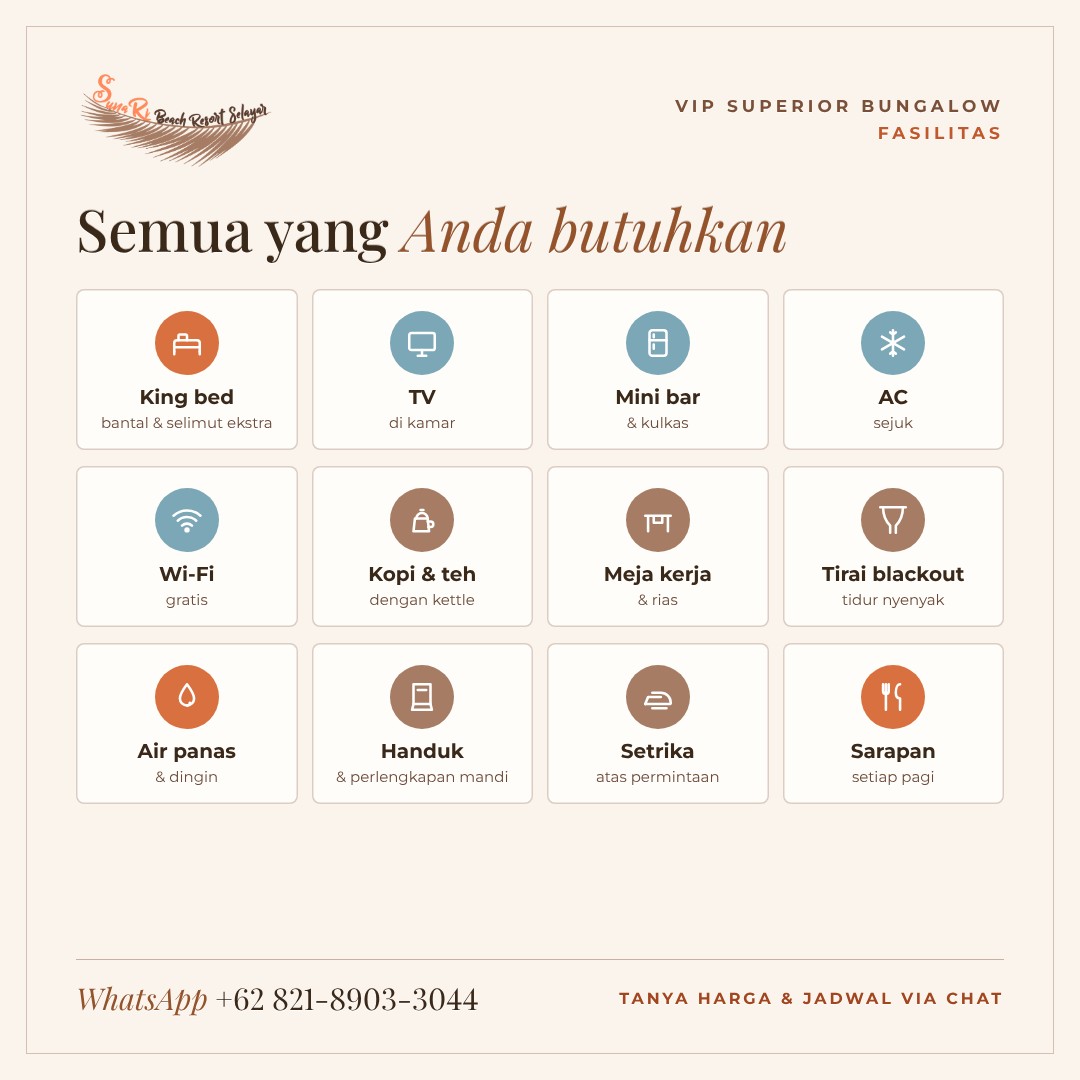 SunaRi Beach Resort Selayar
VIP SUPERIOR BUNGALOW
FASILITAS
Semua yang Anda butuhkan
King bed
bantal & selimut ekstra
TV
di kamar
Mini bar
& kulkas
AC
sejuk
Wi-Fi
gratis
Kopi & teh
dengan kettle
Meja kerja
& rias
Tirai blackout
tidur nyenyak
Air panas
& dingin
Handuk
& perlengkapan mandi
Setrika
atas permintaan
Sarapan
setiap pagi
WhatsApp +62 821-8903-3044
TANYA HARGA & JADWAL VIA CHAT